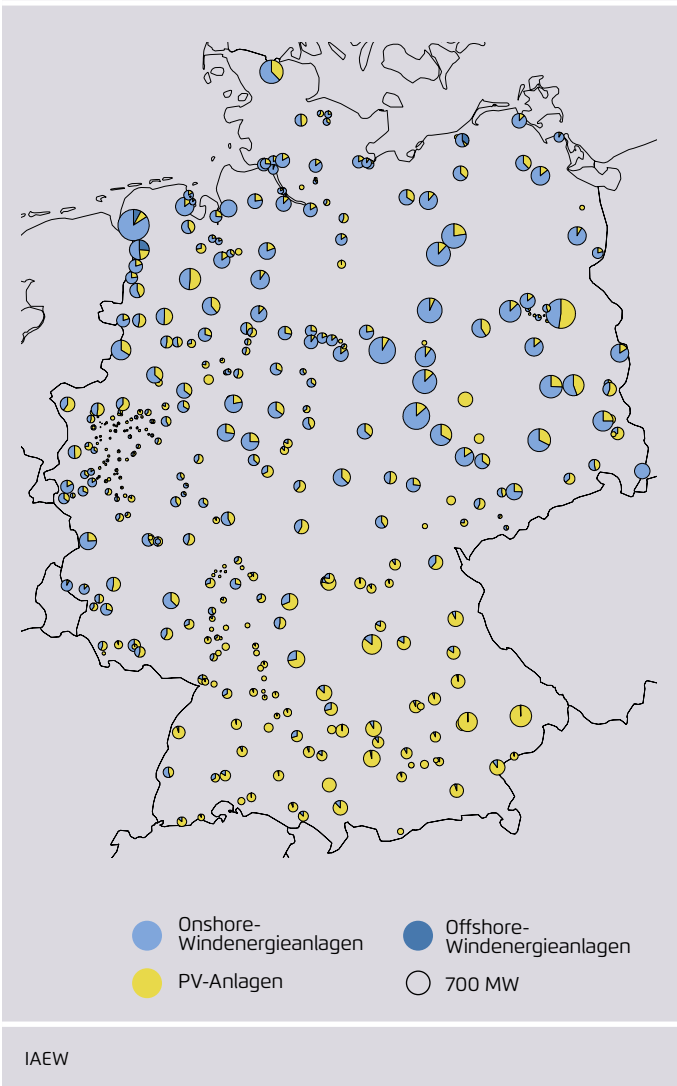 Onshore-
Windenergieanlagen
Offshore-
Windenergieanlagen
PV-Anlagen
700 MW
IAEW